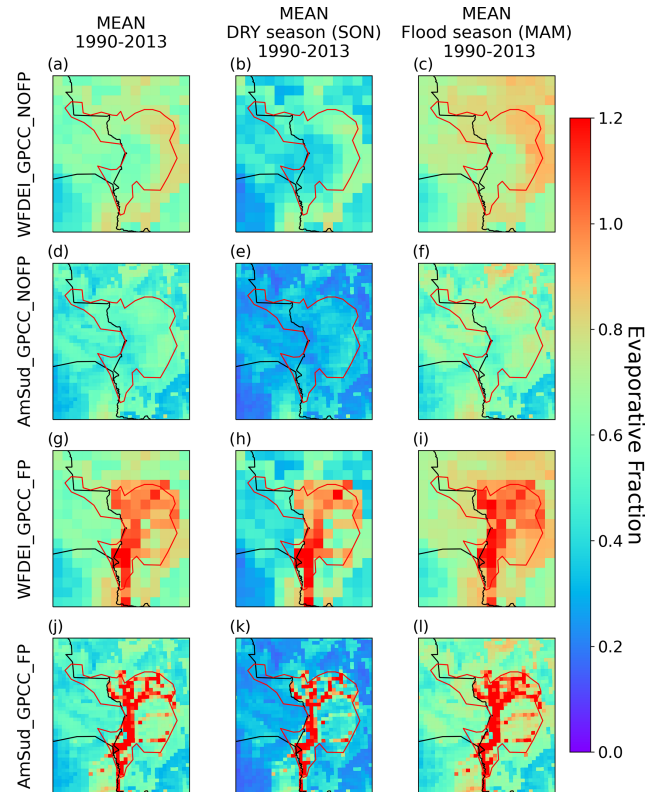 MEAN
1990-2013
MEAN
DRY season (SON)
1990-2013
MEAN
Flood season (MAM)
1990-2013
WFDEI_GPCC_NOFP
(a)
(b)
(c)
AmSud_GPCC_NOFP
(d)
(e)
(f)
WFDEI_GPCC_FP
(g)
(h)
(i)
AmSud_GPCC_FP
(j)
(k)
(l)
1.2
1.0
0.8
0.6
0.4
0.2
0.0
Evaporative Fraction